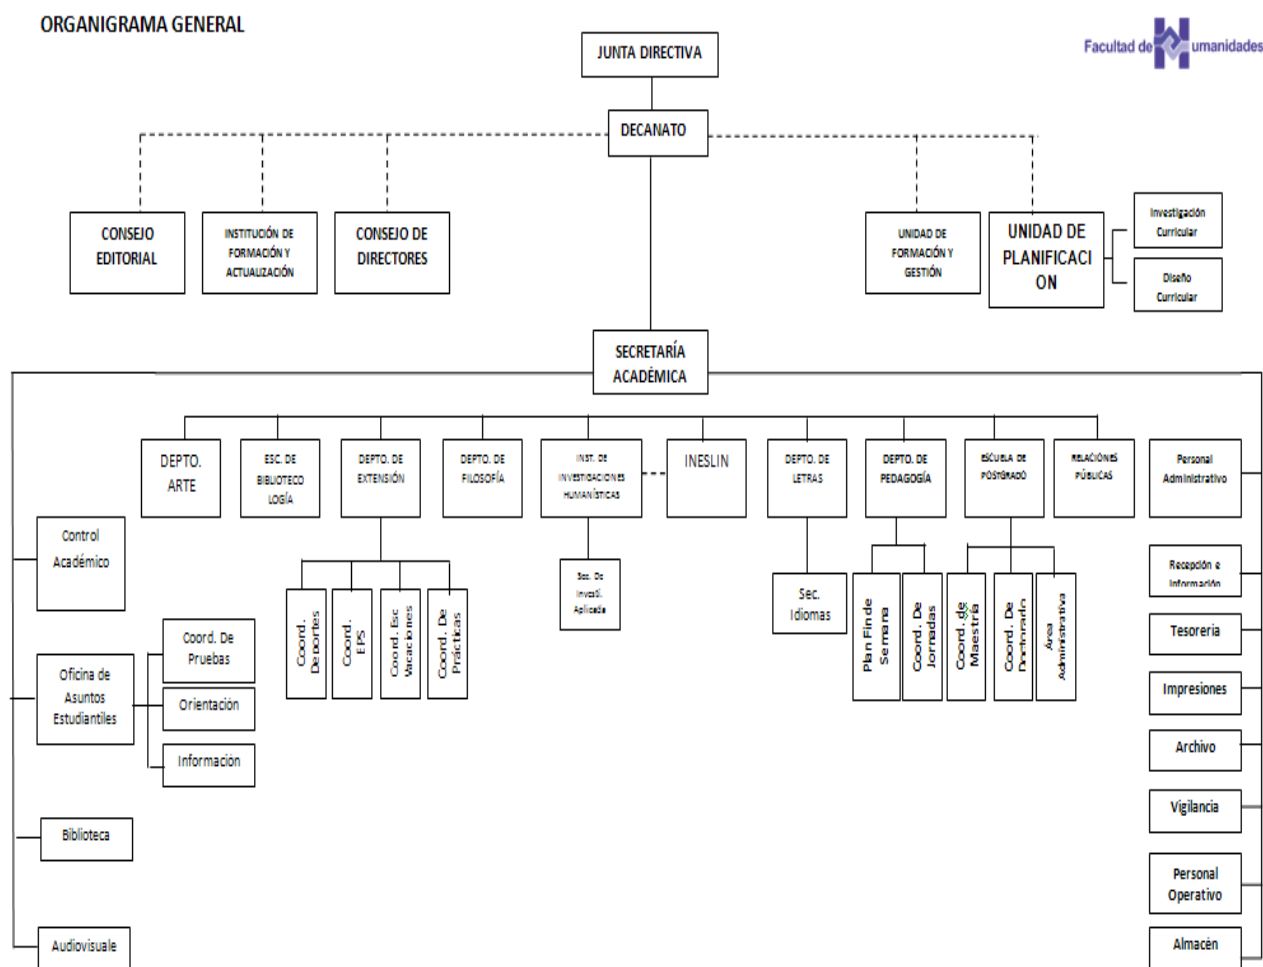 ORGANIGRAMA GENERAL
Facultad de Humanidades
JUNTA DIRECTIVA
DECANATO
CONSEJO
EDITORIAL
INSTITUCIÓN DE
FORMACIÓN Y
ACTUALIZACIÓN
CONSEJO DE
DIRECTORES
UNIDAD DE
FORMACIÓN Y
GESTIÓN
UNIDAD DE
PLANIFICACI
ON
Investigación
Curricular
Diseño
Curricular
SECRETARÍA
ACADÉMICA
DEPTO.
ARTE
ESC. DE
BIBLIOTECO
LOGÍA
DEPTO. DE
EXTENSIÓN
DEPTO. DE
FILOSOFÍA
INST. DE
INVESTIGACIONES
HUMANÍSTICAS
INESLIN
DEPTO. DE
LETRAS
DEPTO. DE
PEDAGOGÍA
ESCUELA DE
POSTGRADO
RELACIONES
PÚBLICAS
Personal
Administrativo
Control
Académico
Oficina de
Asuntos
Estudiantiles
Coord. De
Pruebas
Orientación
Información
Biblioteca
Audiovisuale
Coord.
Deportes
Coord.
EPS
Coord. Esc
Vacaciones
Coord. De
Prácticas
Sec. De
Investi.
Aplicada
Sec.
Idiomas
Plan Fin de
Semana
Coord. De
Jornadas
Coord. de
Maestría
Coord. De
Doctorado
Área
Administrativa
Recepción e
Información
Tesorería
Impresiones
Archivo
Vigilancia
Personal
Operativo
Almacén